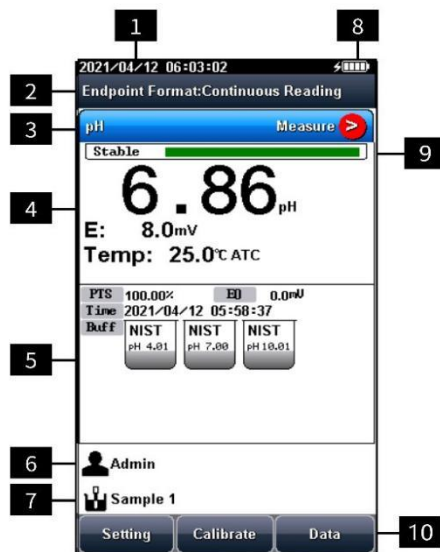 1
8
2021/04/12 06:03:02
2
Endpoint Format:Continuous Reading
3
pH Measure >
Stable
9
4
6.86pH
E: 8.0mV
Temp: 25.0℃ ATC
PTS 100.00% E0 0.0mV
Time 2021/04/12 05:58:37
Buff NIST NIST NIST
pH 4.01 pH 7.00 pH 10.01
5
6
Admin
7
Sample 1
Setting Calibrate Data
10